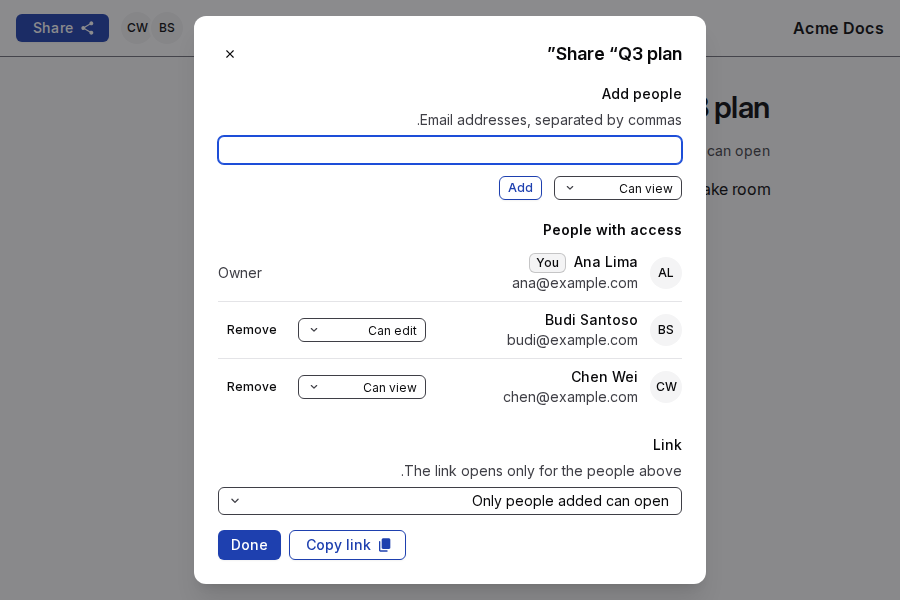 Acme Docs
BS CW
Share
plan
can open
room
”Share “Q3 plan
Add people
.Email addresses, separated by commas
Can view
Add
People with access
AL
Ana Lima
You
ana@example.com
Owner
BS
Budi Santoso
budi@example.com
Can edit
Remove
CW
Chen Wei
chen@example.com
Can view
Remove
Link
.The link opens only for the people above
Only people added can open
Copy link
Done